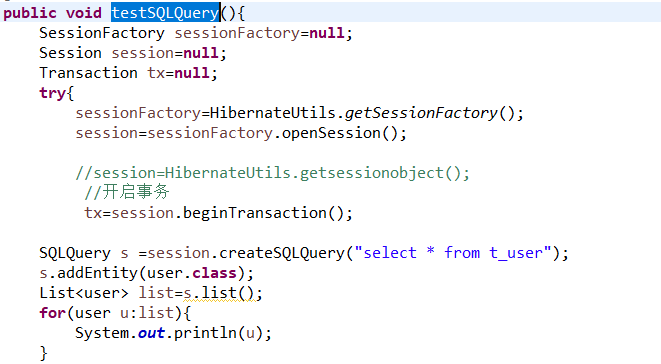 public void testSQLQuery(){
SessionFactory sessionFactory=null;
Session session=null;
Transaction tx=null;
try{
sessionFactory=HibernateUtils.getSessionFactory();
session=sessionFactory.openSession();
//session=HibernateUtils.getsessionobject();
//开启事务
tx=session.beginTransaction();
SQLQuery s =session.createSQLQuery("select * from t_user");
s.addEntity(user.class);
List<user> list=s.list();
for(user u:list){
System.out.println(u);
}